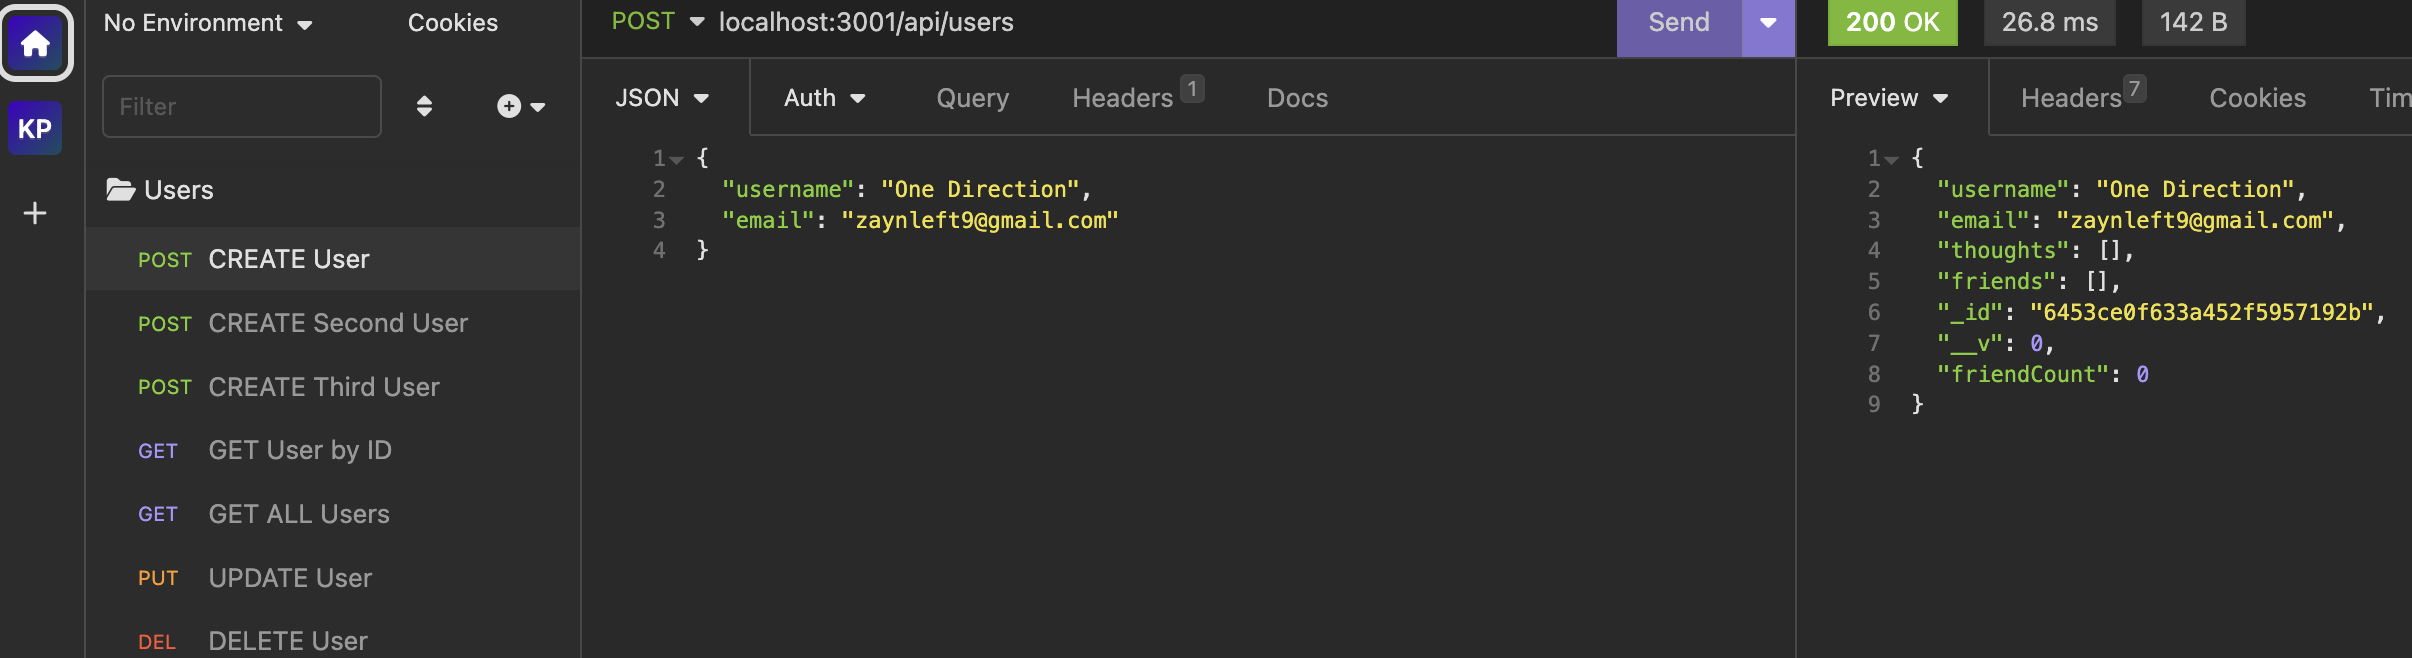 No Environment
Cookies
Filter
KP
Users
POST CREATE User
POST CREATE Second User
POST CREATE Third User
GET GET User by ID
GET GET ALL Users
PUT UPDATE User
DEL DELETE User
POST localhost:3001/api/users
Send
JSON Auth Query Headers 1 Docs
1 {
2 "username": "One Direction",
3 "email": "zaynleft9@gmail.com"
4 }
200 OK 26.8 ms 142 B
Preview Headers 7 Cookies Tim
1 {
2 "username": "One Direction",
3 "email": "zaynleft9@gmail.com",
4 "thoughts": [],
5 "friends": [],
6 "_id": "6453ce0f633a452f5957192b",
7 "__v": 0,
8 "friendCount": 0
9 }